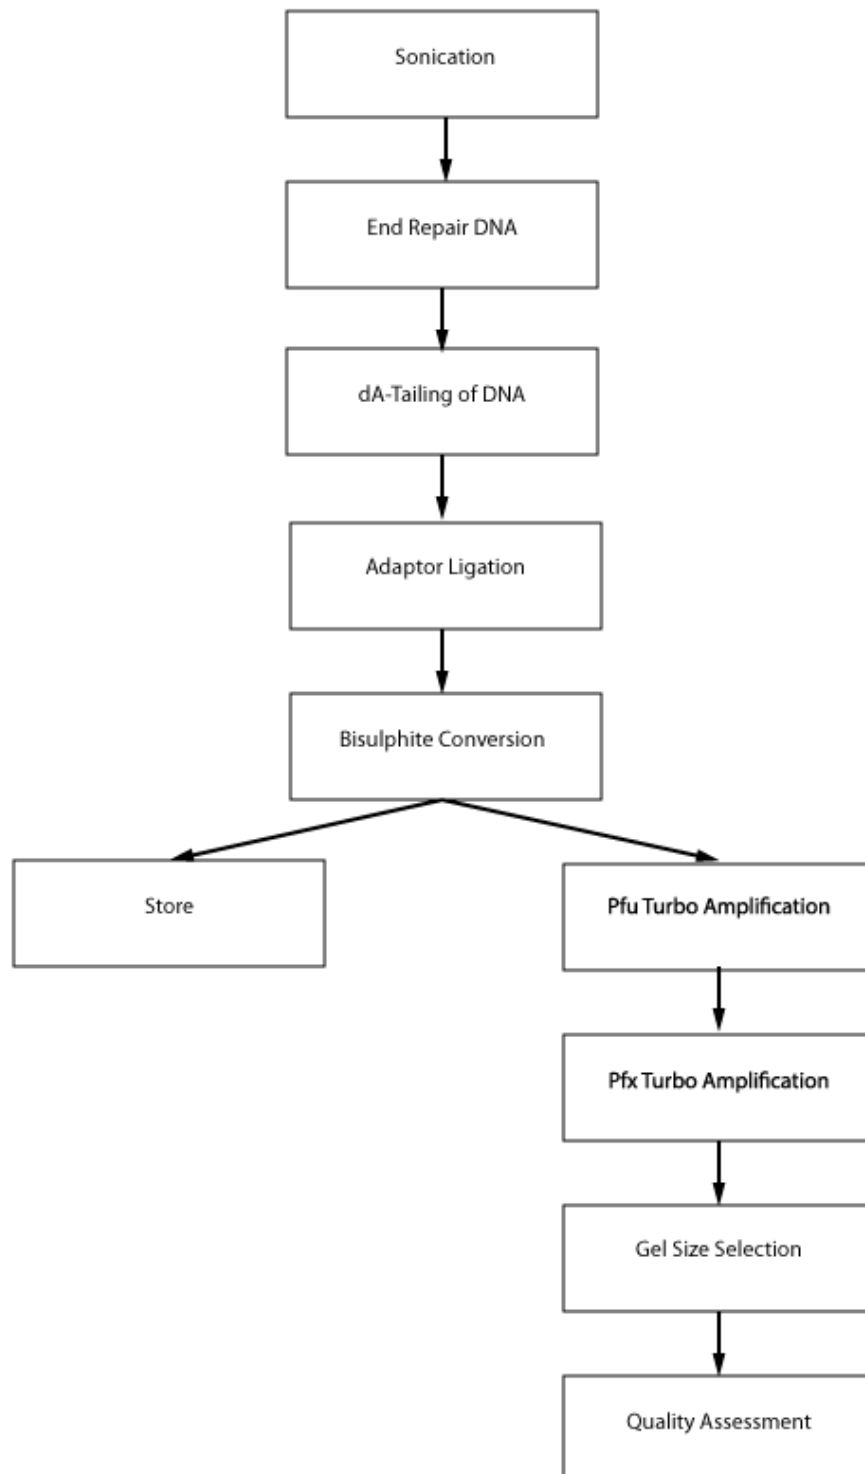 Sonication
End Repair DNA
dA-Tailing of DNA
Adaptor Ligation
Bisulphite Conversion
Store
Pfu Turbo Amplification
Pfx Turbo Amplification
Gel Size Selection
Quality Assessment